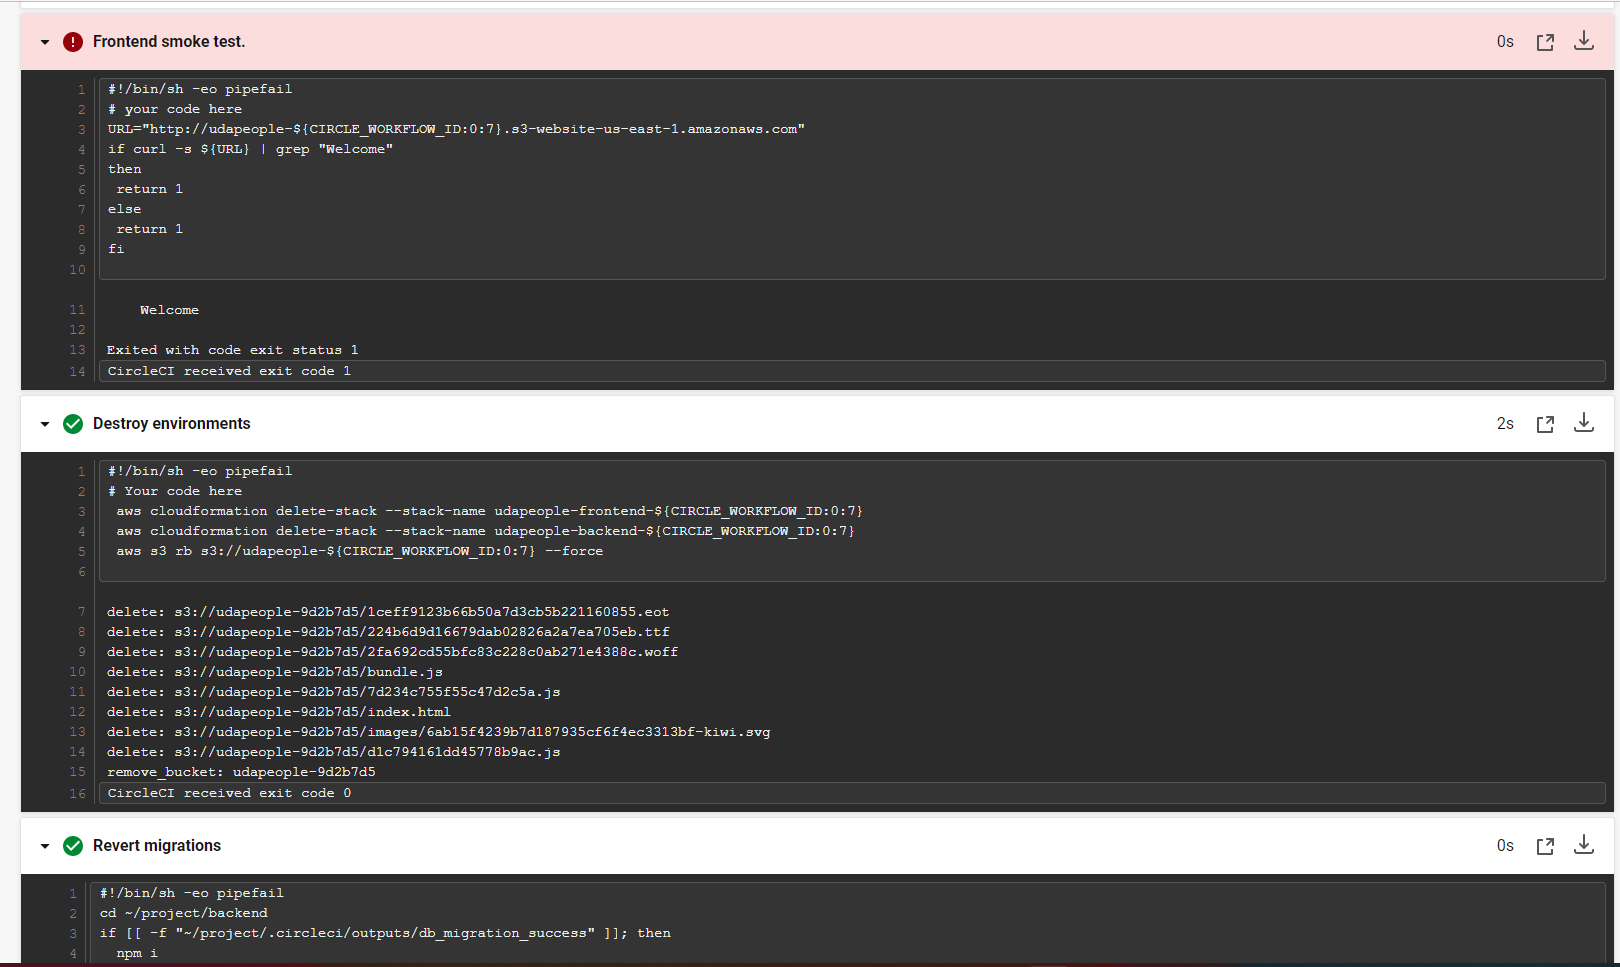 Frontend smoke test.
0s
1 #!/bin/sh -eo pipefail
2 # your code here
3 URL="http://udapeople-${CIRCLE_WORKFLOW_ID:0:7}.s3-website-us-east-1.amazonaws.com"
4 if curl -s ${URL} | grep "Welcome"
5 then
6 return 1
7 else
8 return 1
9 fi
10
11 Welcome
12
13 Exited with code exit status 1
14 CircleCI received exit code 1
Destroy environments
2s
1 #!/bin/sh -eo pipefail
2 # Your code here
3 aws cloudformation delete-stack --stack-name udapeople-frontend-${CIRCLE_WORKFLOW_ID:0:7}
4 aws cloudformation delete-stack --stack-name udapeople-backend-${CIRCLE_WORKFLOW_ID:0:7}
5 aws s3 rb s3://udapeople-${CIRCLE_WORKFLOW_ID:0:7} --force
6
7 delete: s3://udapeople-9d2b7d5/1ceff9123b66b50a7d3cb5b221160855.eot
8 delete: s3://udapeople-9d2b7d5/224b6d9d16679dab02826a2a7ea705eb.ttf
9 delete: s3://udapeople-9d2b7d5/2fa692cd55bfc83c228c0ab271e4388c.woff
10 delete: s3://udapeople-9d2b7d5/bundle.js
11 delete: s3://udapeople-9d2b7d5/7d234c755f55c47d2c5a.js
12 delete: s3://udapeople-9d2b7d5/index.html
13 delete: s3://udapeople-9d2b7d5/images/6ab15f4239b7d187935cf6f4ec3313bf-kiwi.svg
14 delete: s3://udapeople-9d2b7d5/d1c794161dd45778b9ac.js
15 remove_bucket: udapeople-9d2b7d5
16 CircleCI received exit code 0
Revert migrations
0s
1 #!/bin/sh -eo pipefail
2 cd ~/project/backend
3 if [[ -f "~/project/.circleci/outputs/db_migration_success" ]]; then
4 npm i